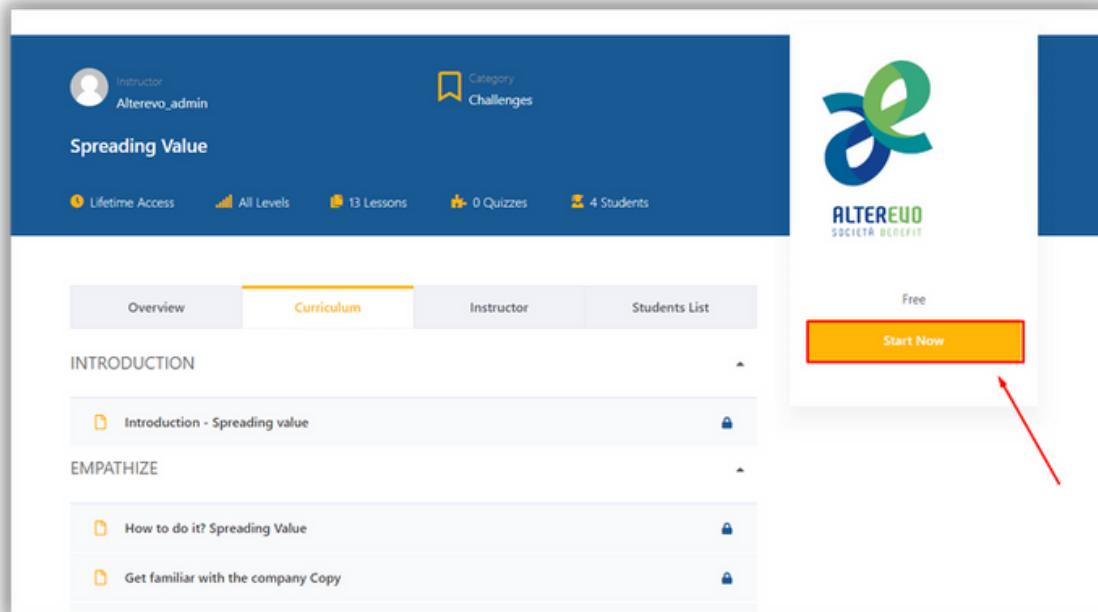 Instructor
Alterevo_admin
Category
Challenges
Spreading Value
Lifetime Access
All Levels
13 Lessons
0 Quizzes
4 Students
ALTEREVO
SOCIETÀ BENEFIT
Free
Start Now
Overview
Curriculum
Instructor
Students List
INTRODUCTION
Introduction - Spreading value
EMPATHIZE
How to do it? Spreading Value
Get familiar with the company Copy